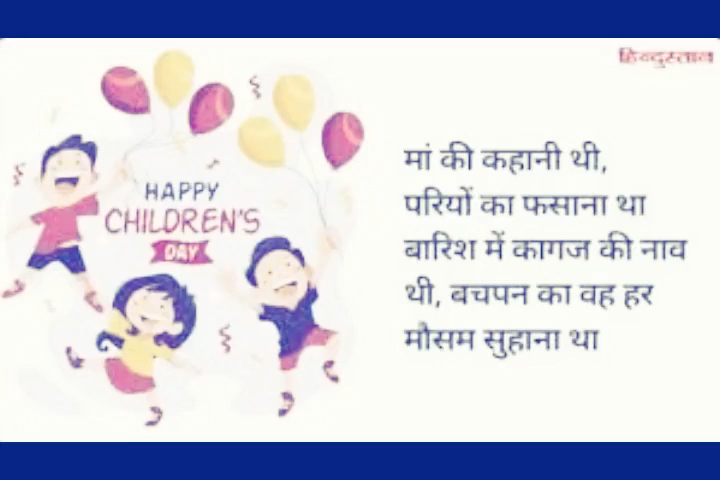 हिन्दुस्तान
HAPPY
CHILDREN'S
DAY
मां की कहानी थी,
परियों का फसाना था
बारिश में कागज की नाव
थी, बचपन का वह हर
मौसम सुहाना था